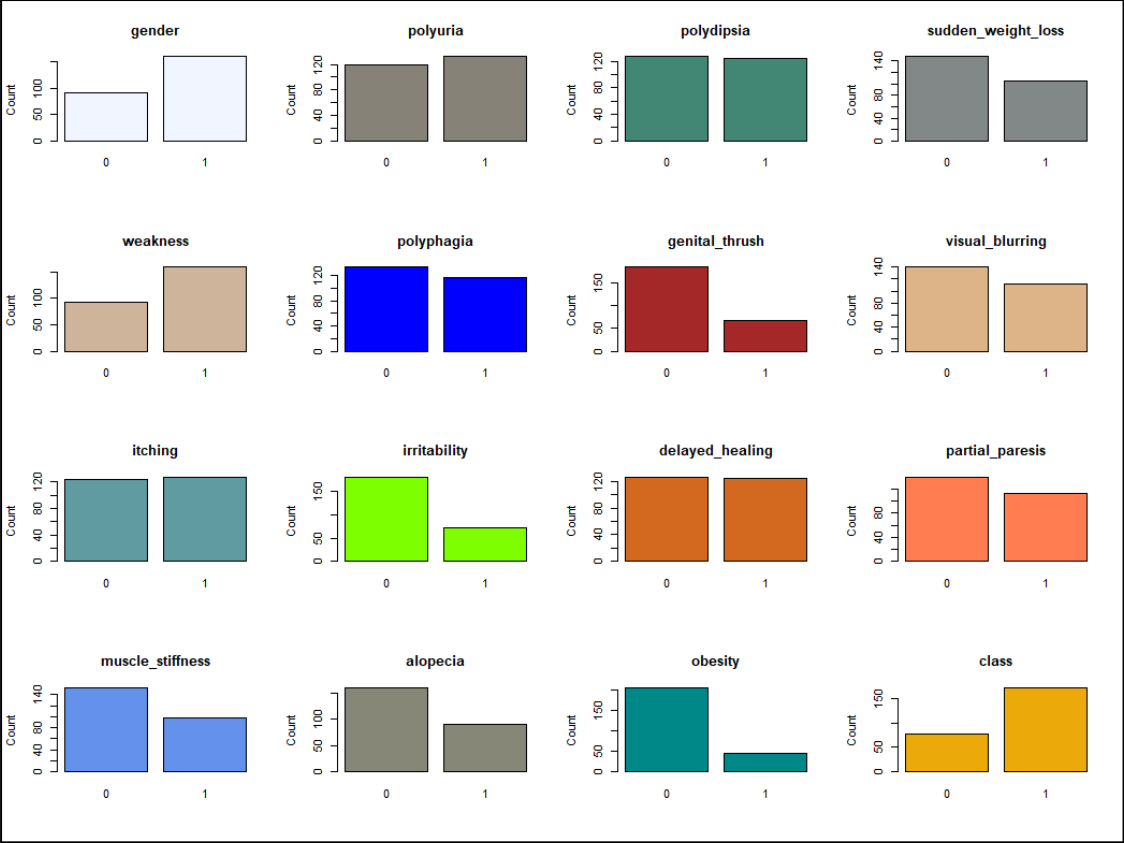 gender polyuria polydipsia sudden_weight_loss
Count 0 50 100 0 1
Count 0 40 80 120 0 1
Count 0 40 80 120 0 1
Count 0 40 80 140 0 1
weakness polyphagia genital_thrush visual_blurring
Count 0 50 100 0 1
Count 0 40 80 120 0 1
Count 0 50 150 0 1
Count 0 40 80 140 0 1
itching irritability delayed_healing partial_paresis
Count 0 40 80 120 0 1
Count 0 50 150 0 1
Count 0 40 80 120 0 1
Count 0 40 80 0 1
muscle_stiffness alopecia obesity class
Count 0 40 80 140 0 1
Count 0 50 100 0 1
Count 0 50 150 0 1
Count 0 50 150 0 1